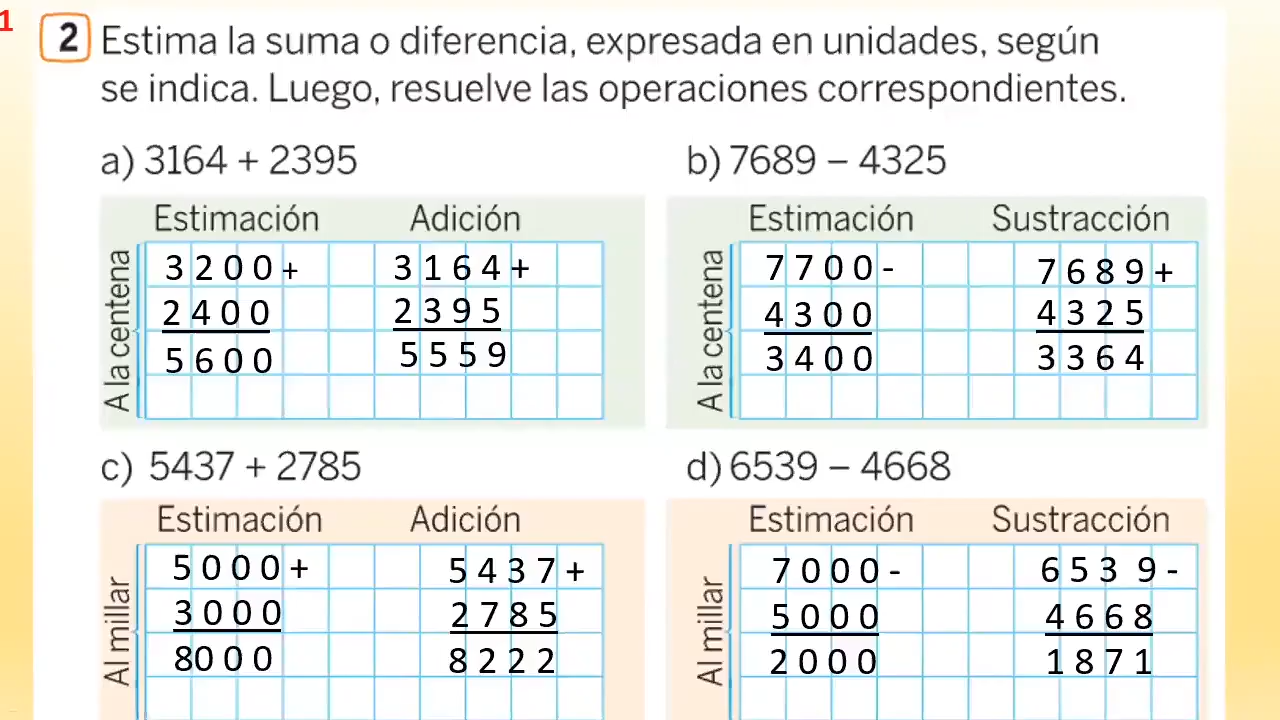 1
2 Estima la suma o diferencia, expresada en unidades, según
se indica. Luego, resuelve las operaciones correspondientes.
a) 3164 + 2395
Estimación Adición
A la centena
3 2 0 0 + 3 1 6 4 +
2 4 0 0 2 3 9 5
5 6 0 0 5 5 5 9
b) 7689 – 4325
Estimación Sustracción
A la centena
7 7 0 0 - 7 6 8 9 +
4 3 0 0 4 3 2 5
3 4 0 0 3 3 6 4
c) 5437 + 2785
Estimación Adición
Al millar
5 0 0 0 + 5 4 3 7 +
3 0 0 0 2 7 8 5
80 0 0 8 2 2 2
d) 6539 – 4668
Estimación Sustracción
Al millar
7 0 0 0 - 6 5 3 9 -
5 0 0 0 4 6 6 8
2 0 0 0 1 8 7 1